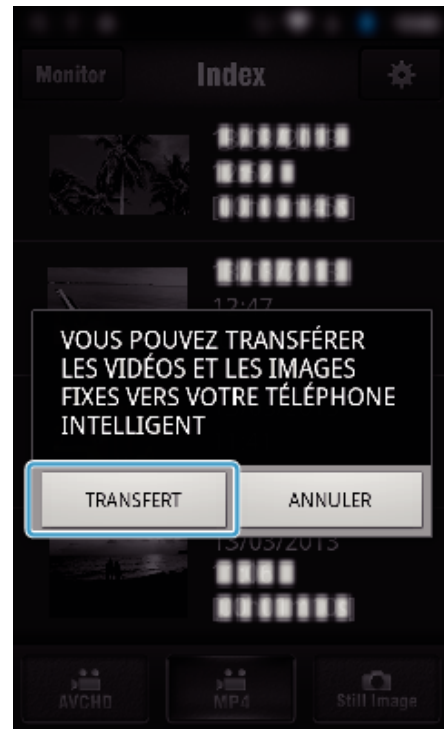 Monitor
Index
12:47
VOUS POUVEZ TRANSFÉRER
LES VIDÉOS ET LES IMAGES
FIXES VERS VOTRE TÉLÉPHONE
INTELLIGENT
TRANSFERT
ANNULER
13/03/2013
AVCHD
MP4
Still Image